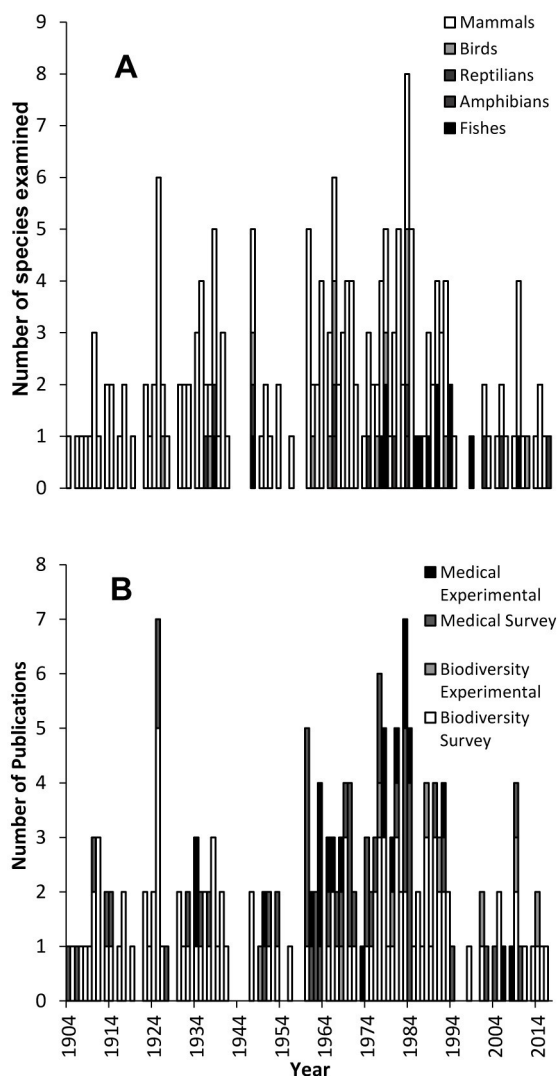 A
Number of species examined
9
8
7
6
5
4
3
2
1
0
Mammals
Birds
Reptilians
Amphibians
Fishes
B
Number of Publications
8
7
6
5
4
3
2
1
0
Medical
Experimental
Medical Survey
Biodiversity
Experimental
Biodiversity
Survey
1904
1914
1924
1934
1944
1954
1964
1974
1984
1994
2004
2014
Year